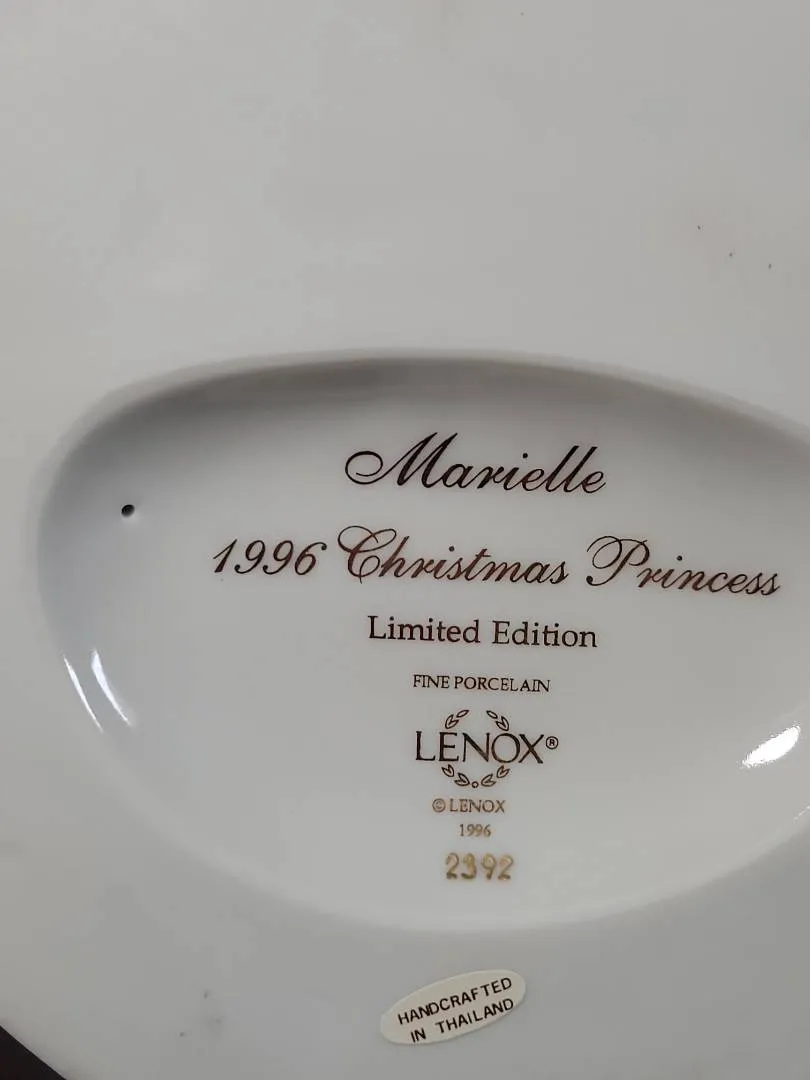 Marielle
1996 Christmas Princess
Limited Edition
FINE PORCELAIN
LENOX®
© LENOX
1996
2392
HANDCRAFTED
IN THAILAND